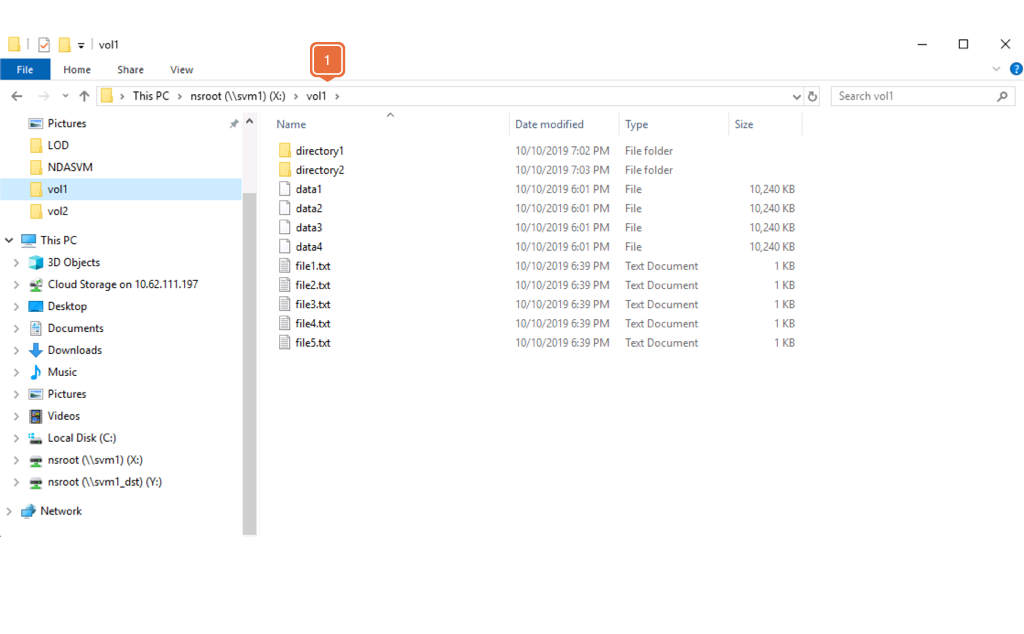 vol1
1
File Home Share View
This PC > nsroot (\\svm1) (X:) > vol1 >
Search vol1
Pictures
LOD
NDASVM
vol1
vol2
This PC
3D Objects
Cloud Storage on 10.62.111.197
Desktop
Documents
Downloads
Music
Pictures
Videos
Local Disk (C:)
nsroot (\\svm1) (X:)
nsroot (\\svm1_dst) (Y:)
Network
Name Date modified Type Size
directory1 10/10/2019 7:02 PM File folder
directory2 10/10/2019 7:03 PM File folder
data1 10/10/2019 6:01 PM File 10,240 KB
data2 10/10/2019 6:01 PM File 10,240 KB
data3 10/10/2019 6:01 PM File 10,240 KB
data4 10/10/2019 6:01 PM File 10,240 KB
file1.txt 10/10/2019 6:39 PM Text Document 1 KB
file2.txt 10/10/2019 6:39 PM Text Document 1 KB
file3.txt 10/10/2019 6:39 PM Text Document 1 KB
file4.txt 10/10/2019 6:39 PM Text Document 1 KB
file5.txt 10/10/2019 6:39 PM Text Document 1 KB